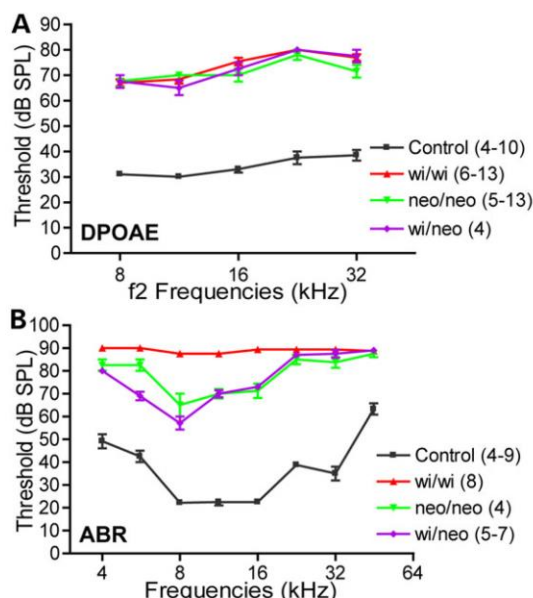 A
Threshold (dB SPL)
90
80
70
60
50
40
30
20
10
0
Control (4-10)
wi/wi (6-13)
neo/neo (5-13)
wi/neo (4)
DPOAE
8 16 32
f2 Frequencies (kHz)
B
Threshold (dB SPL)
100
90
80
70
60
50
40
30
20
10
0
Control (4-9)
wi/wi (8)
neo/neo (4)
wi/neo (5-7)
ABR
4 8 16 32 64
Frequencies (kHz)